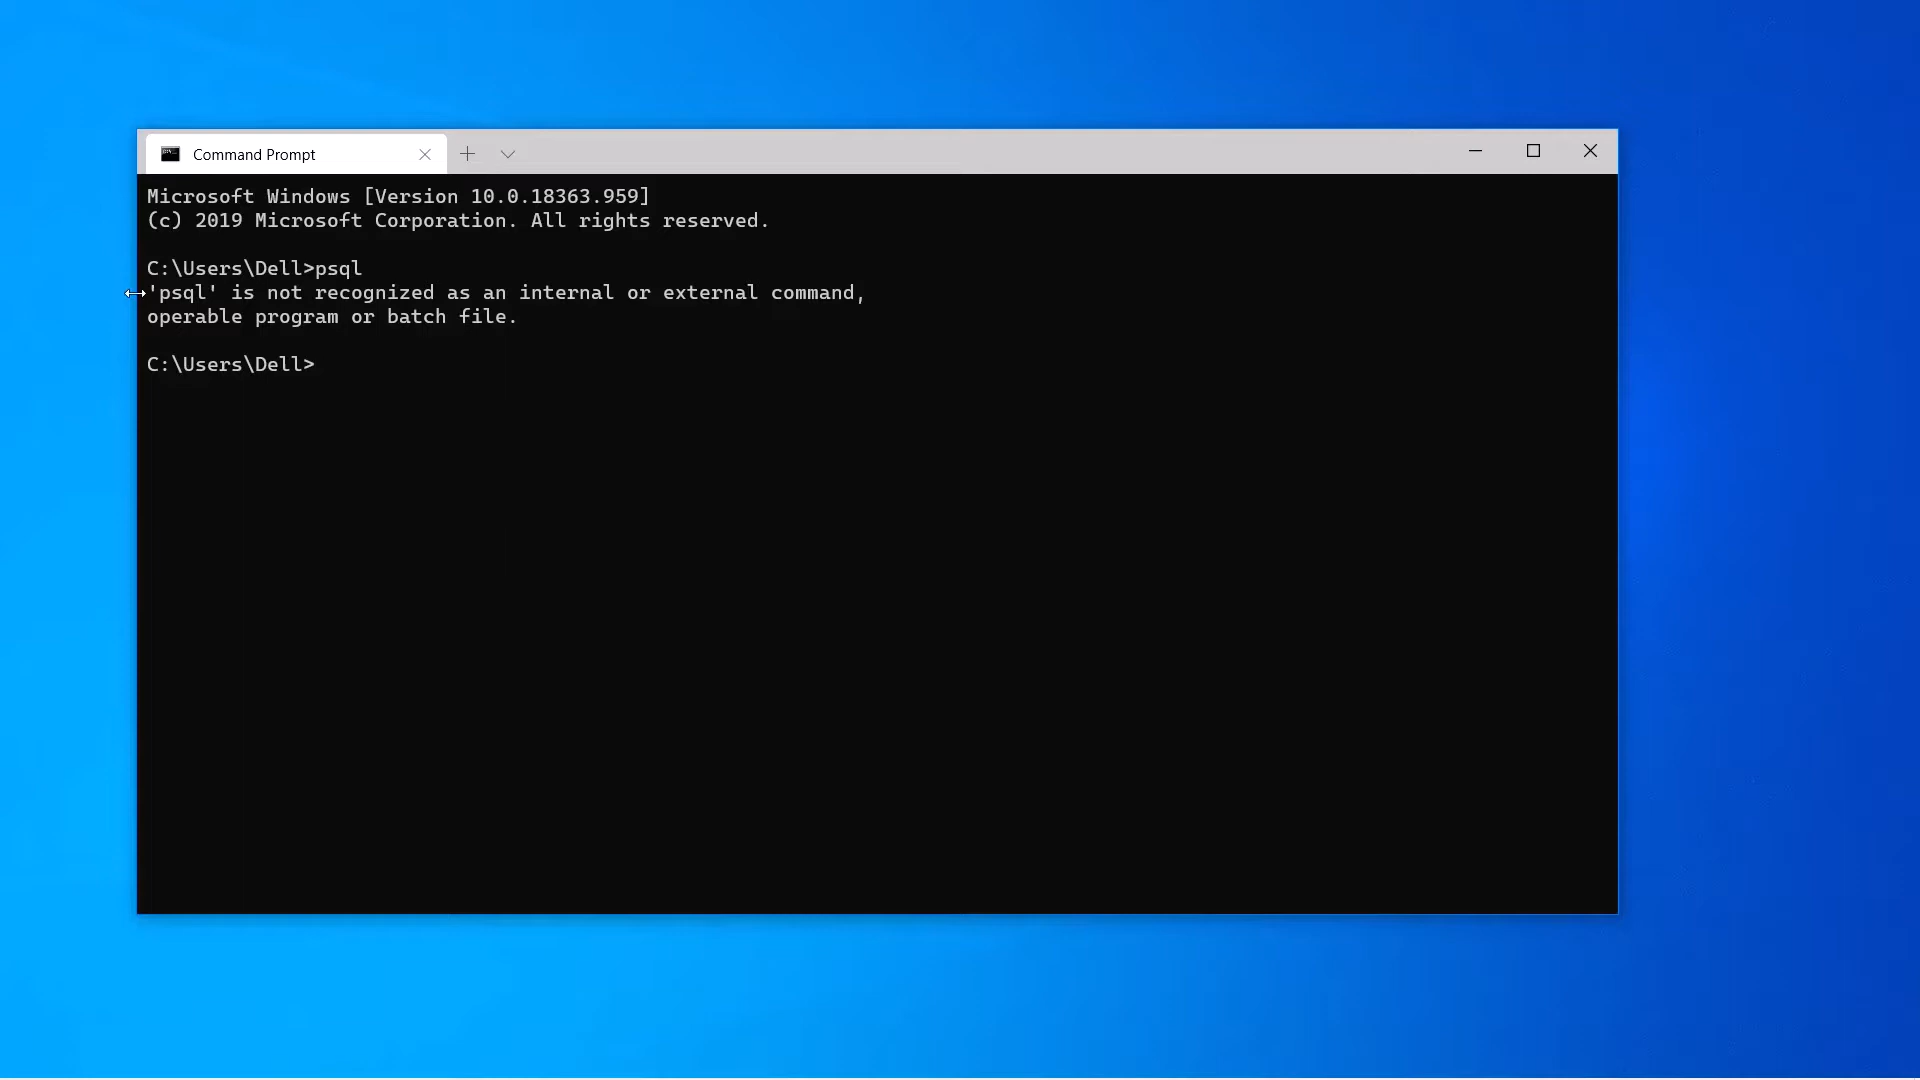 Command Prompt
Microsoft Windows [Version 10.0.18363.959]
(c) 2019 Microsoft Corporation. All rights reserved.
C:\Users\Dell>psql
'psql' is not recognized as an internal or external command,
operable program or batch file.
C:\Users\Dell>